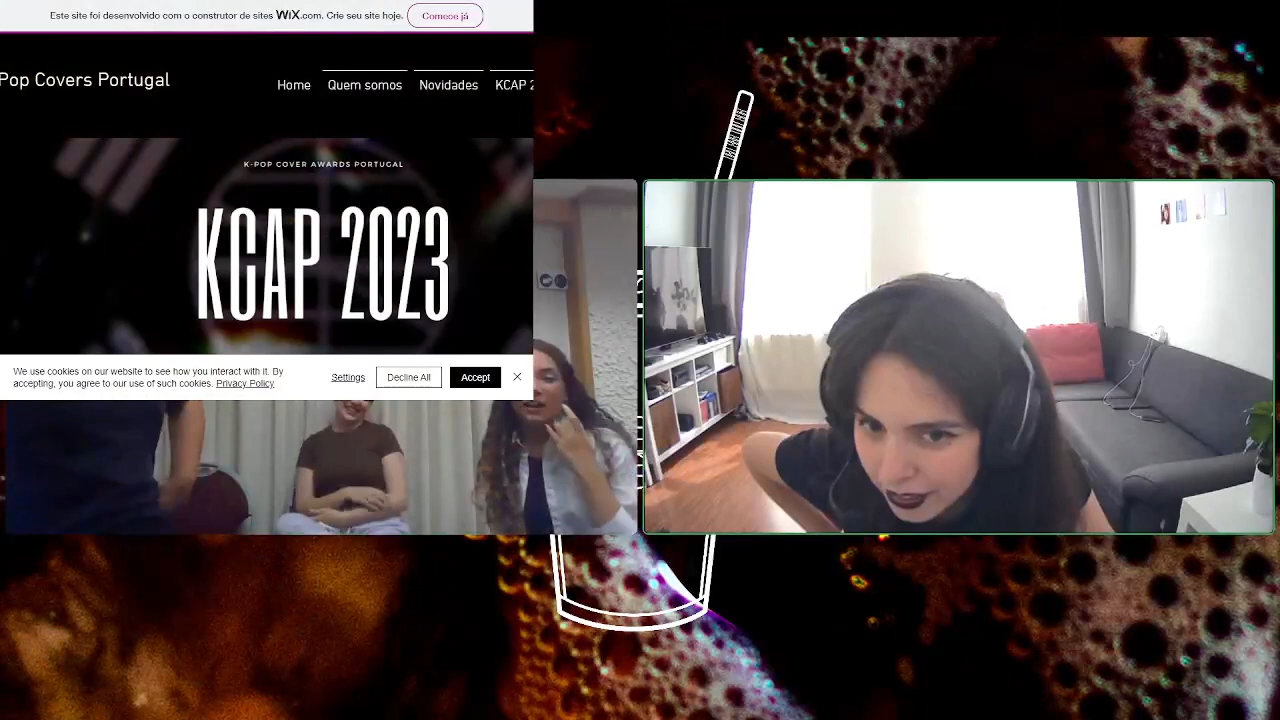 Este site foi desenvolvido com o construtor de sites WiX.com. Crie seu site hoje. Comece já
Pop Covers Portugal
Home Quem somos Novidades KCAP 2
K-POP COVER AWARDS PORTUGAL
KCAP 2023
We use cookies on our website to see how you interact with it. By
accepting, you agree to our use of such cookies. Privacy Policy
Settings Decline All Accept